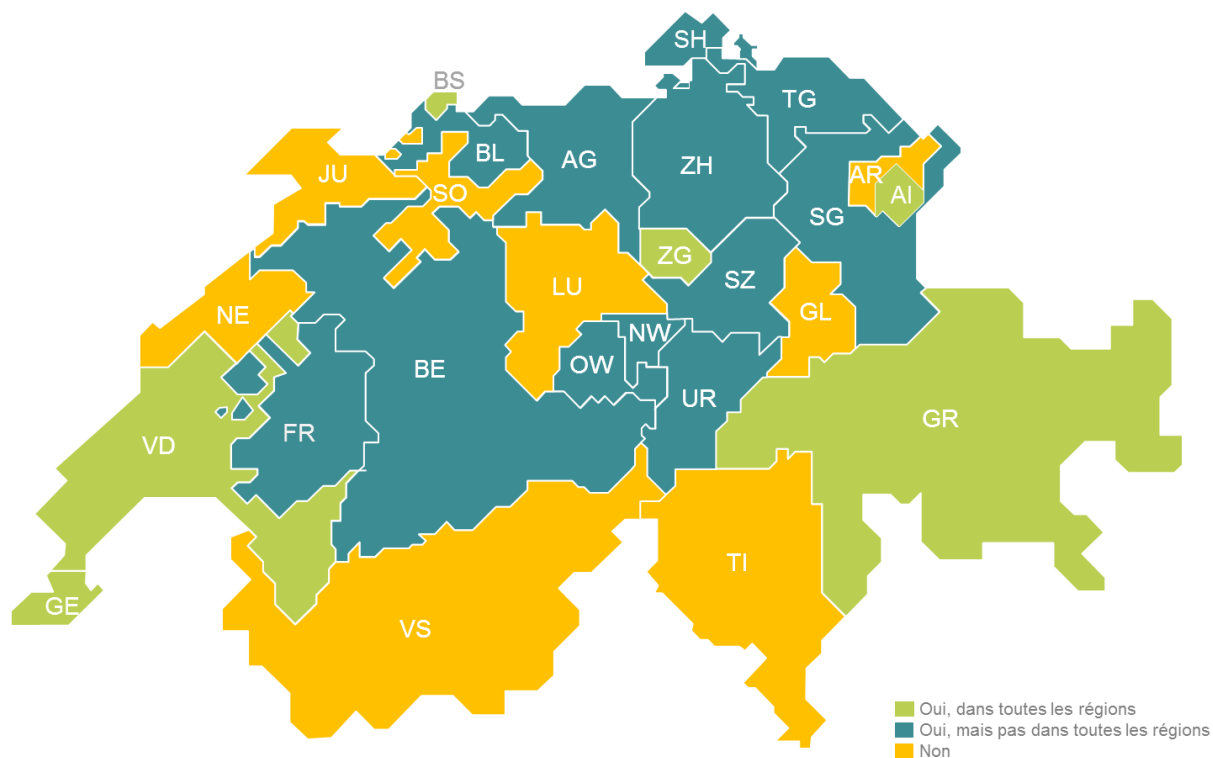 SH
BS
TG
BL
AG
ZH
JU
AR
SO
AI
SG
ZG
SZ
LU
NE
GL
NW
BE
OW
UR
GR
FR
VD
TI
GE
VS
Oui, dans toutes les régions
Oui, mais pas dans toutes les régions
Non